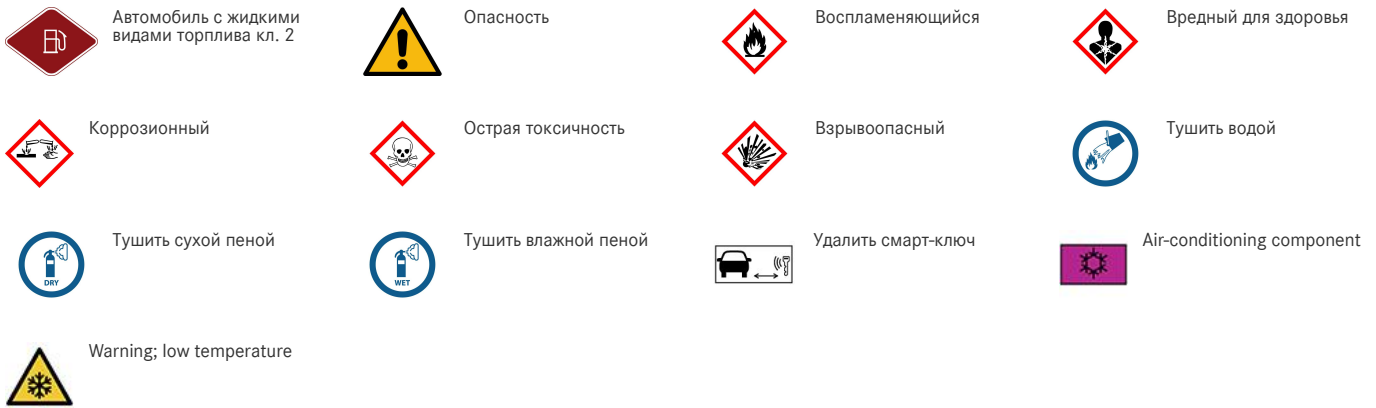 Автомобиль с жидкими
видами торплива кл. 2
Опасность
Воспламеняющийся
Вредный для здоровья
Коррозионный
Острая токсичность
Взрывоопасный
Тушить водой
DRY
Тушить сухой пеной
WET
Тушить влажной пеной
Удалить смарт-ключ
Air-conditioning component
Warning; low temperature